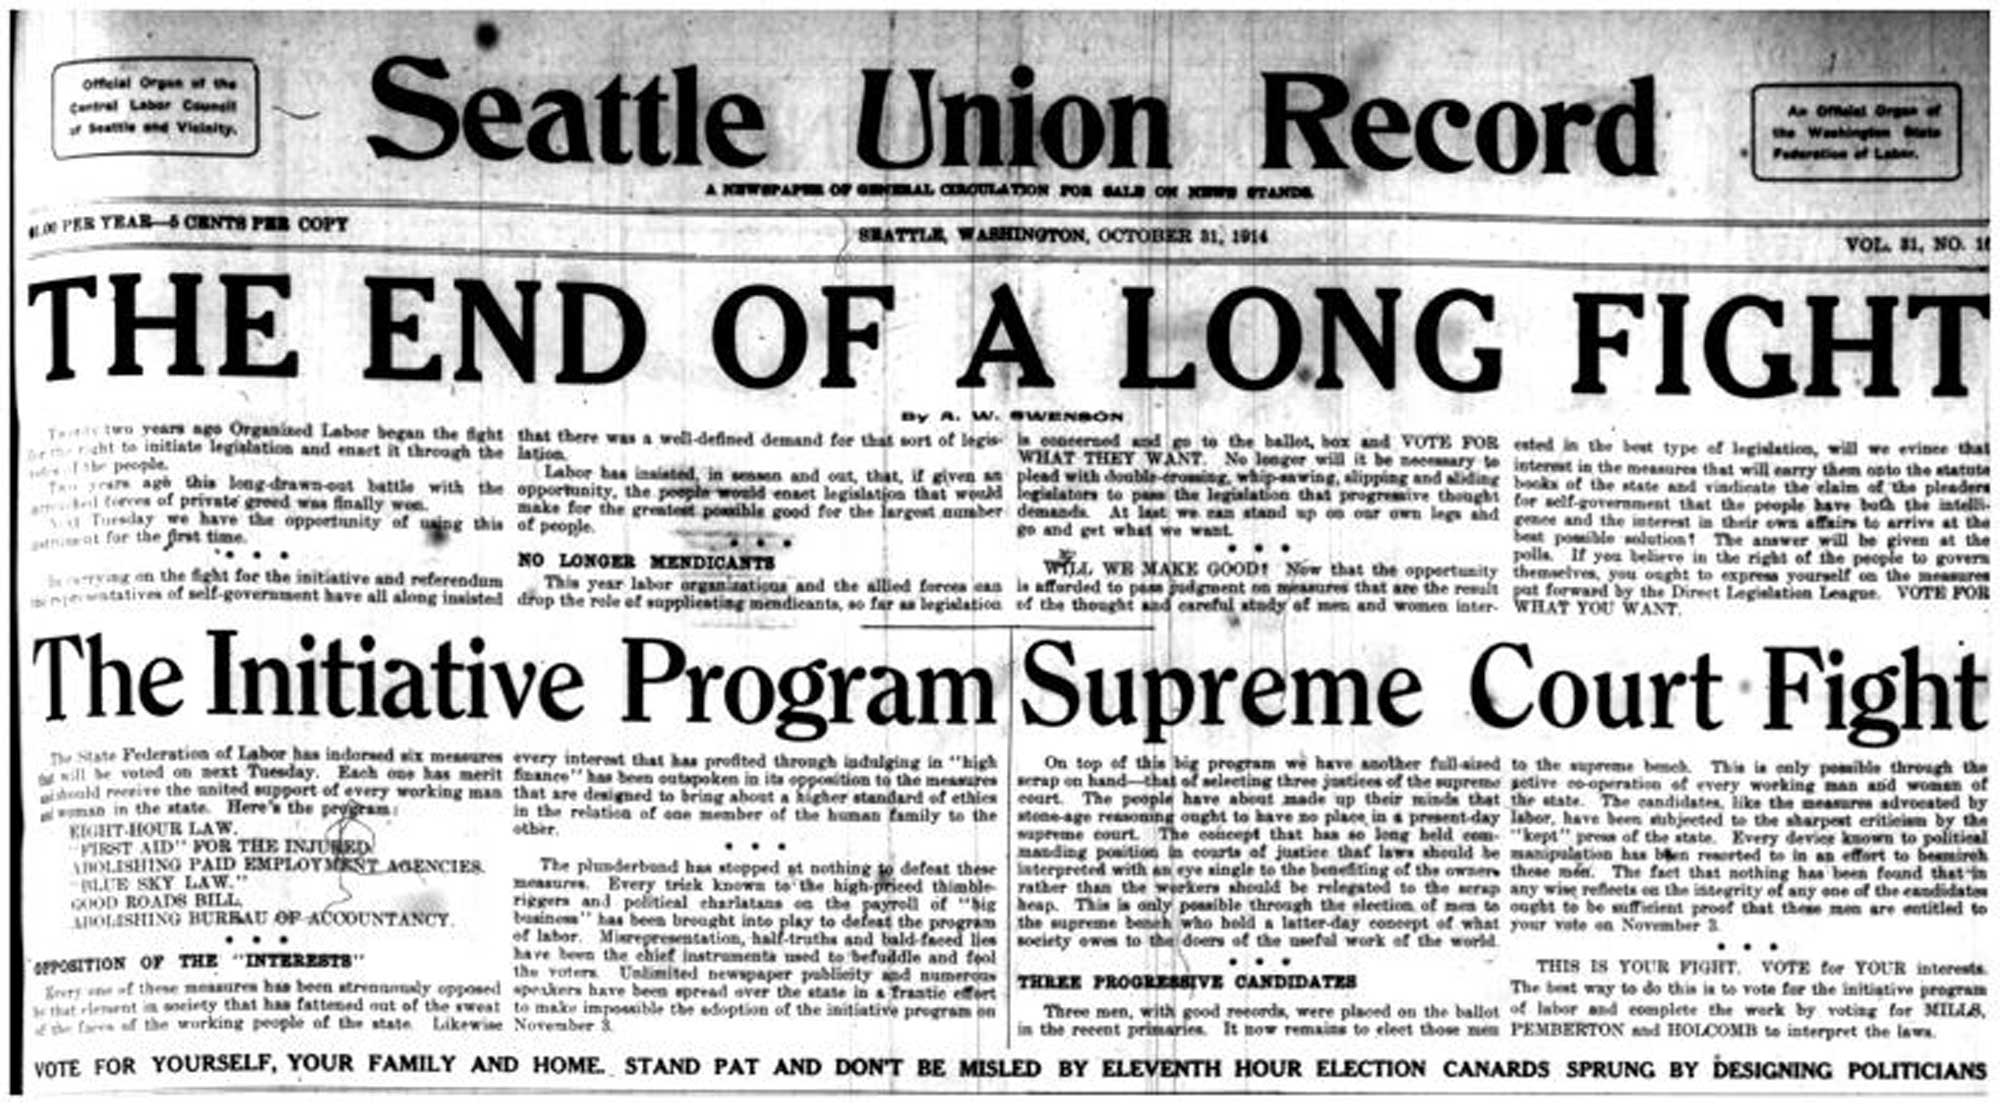 Official Organ of the
Central Labor Council
of Seattle and Vicinity.
Seattle Union Record
An Official Organ of
the Washington State
Federation of Labor.
A NEWSPAPER OF GENERAL CIRCULATION FOR SALE ON NEWS STANDS.
PER YEAR—5 CENTS PER COPY
SEATTLE, WASHINGTON, OCTOBER 31, 1914
VOL. 31, NO.
THE END OF A LONG FIGHT
By A. W. SWENSON
two years ago Organized Labor began the fight
right to initiate legislation and enact it through the
of the people.
years ago this long-drawn-out battle with the
forces of private greed was finally won.
Tuesday we have the opportunity of using this
for the first time.
• • •
on the fight for the initiative and referendum
of self-government have all along insisted
that there was a well-defined demand for that sort of legis-
lation.
Labor has insisted, in season and out, that, if given an
opportunity, the people would enact legislation that would
make for the greatest possible good for the largest number
of people.
• • •
NO LONGER MENDICANTS
This year labor organizations and the allied forces can
drop the role of supplicating mendicants, so far as legislation
is concerned and go to the ballot, box and VOTE FOR
WHAT THEY WANT. No longer will it be necessary to
plead with double-crossing, whip-sawing, slipping and sliding
legislators to pass the legislation that progressive thought
demands. At last we can stand up on our own legs and
go and get what we want.
• • •
WILL WE MAKE GOOD? Now that the opportunity
is afforded to pass judgment on measures that are the result
of the thought and careful study of men and women inter-
ested in the best type of legislation, will we evince that
interest in the measures that will carry them onto the statute
books of the state and vindicate the claim of the pleaders
for self-government that the people have both the intelli-
gence and the interest in their own affairs to arrive at the
best possible solution? The answer will be given at the
polls. If you believe in the right of the people to govern
themselves, you ought to express yourself on the measures
put forward by the Direct Legislation League. VOTE FOR
WHAT YOU WANT.
The Initiative Program
The State Federation of Labor has indorsed six measures
that will be voted on next Tuesday. Each one has merit
and should receive the united support of every working man
and woman in the state. Here's the program:
EIGHT-HOUR LAW.
"FIRST AID" FOR THE INJURED.
ABOLISHING PAID EMPLOYMENT AGENCIES.
"BLUE SKY LAW."
GOOD ROADS BILL.
ABOLISHING BUREAU OF ACCOUNTANCY.
• • •
OPPOSITION OF THE "INTERESTS"
Every one of these measures has been strenuously opposed
by that element in society that has fattened out of the sweat
of the faces of the working people of the state. Likewise
every interest that has profited through indulging in "high
finance" has been outspoken in its opposition to the measures
that are designed to bring about a higher standard of ethics
in the relation of one member of the human family to the
other.
• • •
The plunderbund has stopped at nothing to defeat these
measures. Every trick known to the high-priced thimble-
riggers and political charlatans on the payroll of "big
business" has been brought into play to defeat the program
of labor. Misrepresentation, half-truths and bald-faced lies
have been the chief instruments used to befuddle and fool
the voters. Unlimited newspaper publicity and numerous
speakers have been spread over the state in a frantic effort
to make impossible the adoption of the initiative program on
November 3.
Supreme Court Fight
On top of this big program we have another full-sized
scrap on hand—that of selecting three justices of the supreme
court. The people have about made up their minds that
stone-age reasoning ought to have no place in a present-day
supreme court. The concept that has so long held com-
manding position in courts of justice that laws should be
interpreted with an eye single to the benefiting of the owners
rather than the workers should be relegated to the scrap
heap. This is only possible through the election of men to
the supreme bench who hold a latter-day concept of what
society owes to the doers of the useful work of the world.
• • •
THREE PROGRESSIVE CANDIDATES
Three men, with good records, were placed on the ballot
in the recent primaries. It now remains to elect those men
to the supreme bench. This is only possible through the
active co-operation of every working man and woman of
the state. The candidates, like the measures advocated by
labor, have been subjected to the sharpest criticism by the
"kept" press of the state. Every device known to political
manipulation has been resorted to in an effort to besmirch
these men. The fact that nothing has been found that in
any wise reflects on the integrity of any one of the candidates
ought to be sufficient proof that these men are entitled to
your vote on November 3.
• • •
THIS IS YOUR FIGHT. VOTE for YOUR interests.
The best way to do this is to vote for the initiative program
of labor and complete the work by voting for MILLS,
PEMBERTON and HOLCOMB to interpret the laws.
VOTE FOR YOURSELF, YOUR FAMILY AND HOME. STAND PAT AND DON'T BE MISLED BY ELEVENTH HOUR ELECTION CANARDS SPRUNG BY DESIGNING POLITICIANS